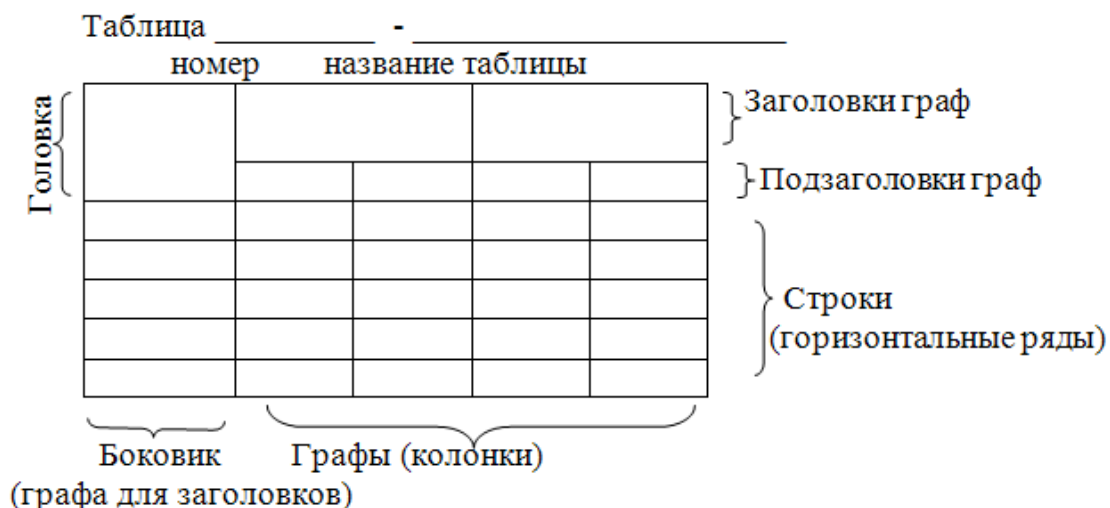 Таблица __________ - ________________________
номер название таблицы
Головка
Заголовки граф
Подзаголовки граф
Строки
(горизонтальные ряды)
Боковик
(графа для заголовков)
Графы (колонки)